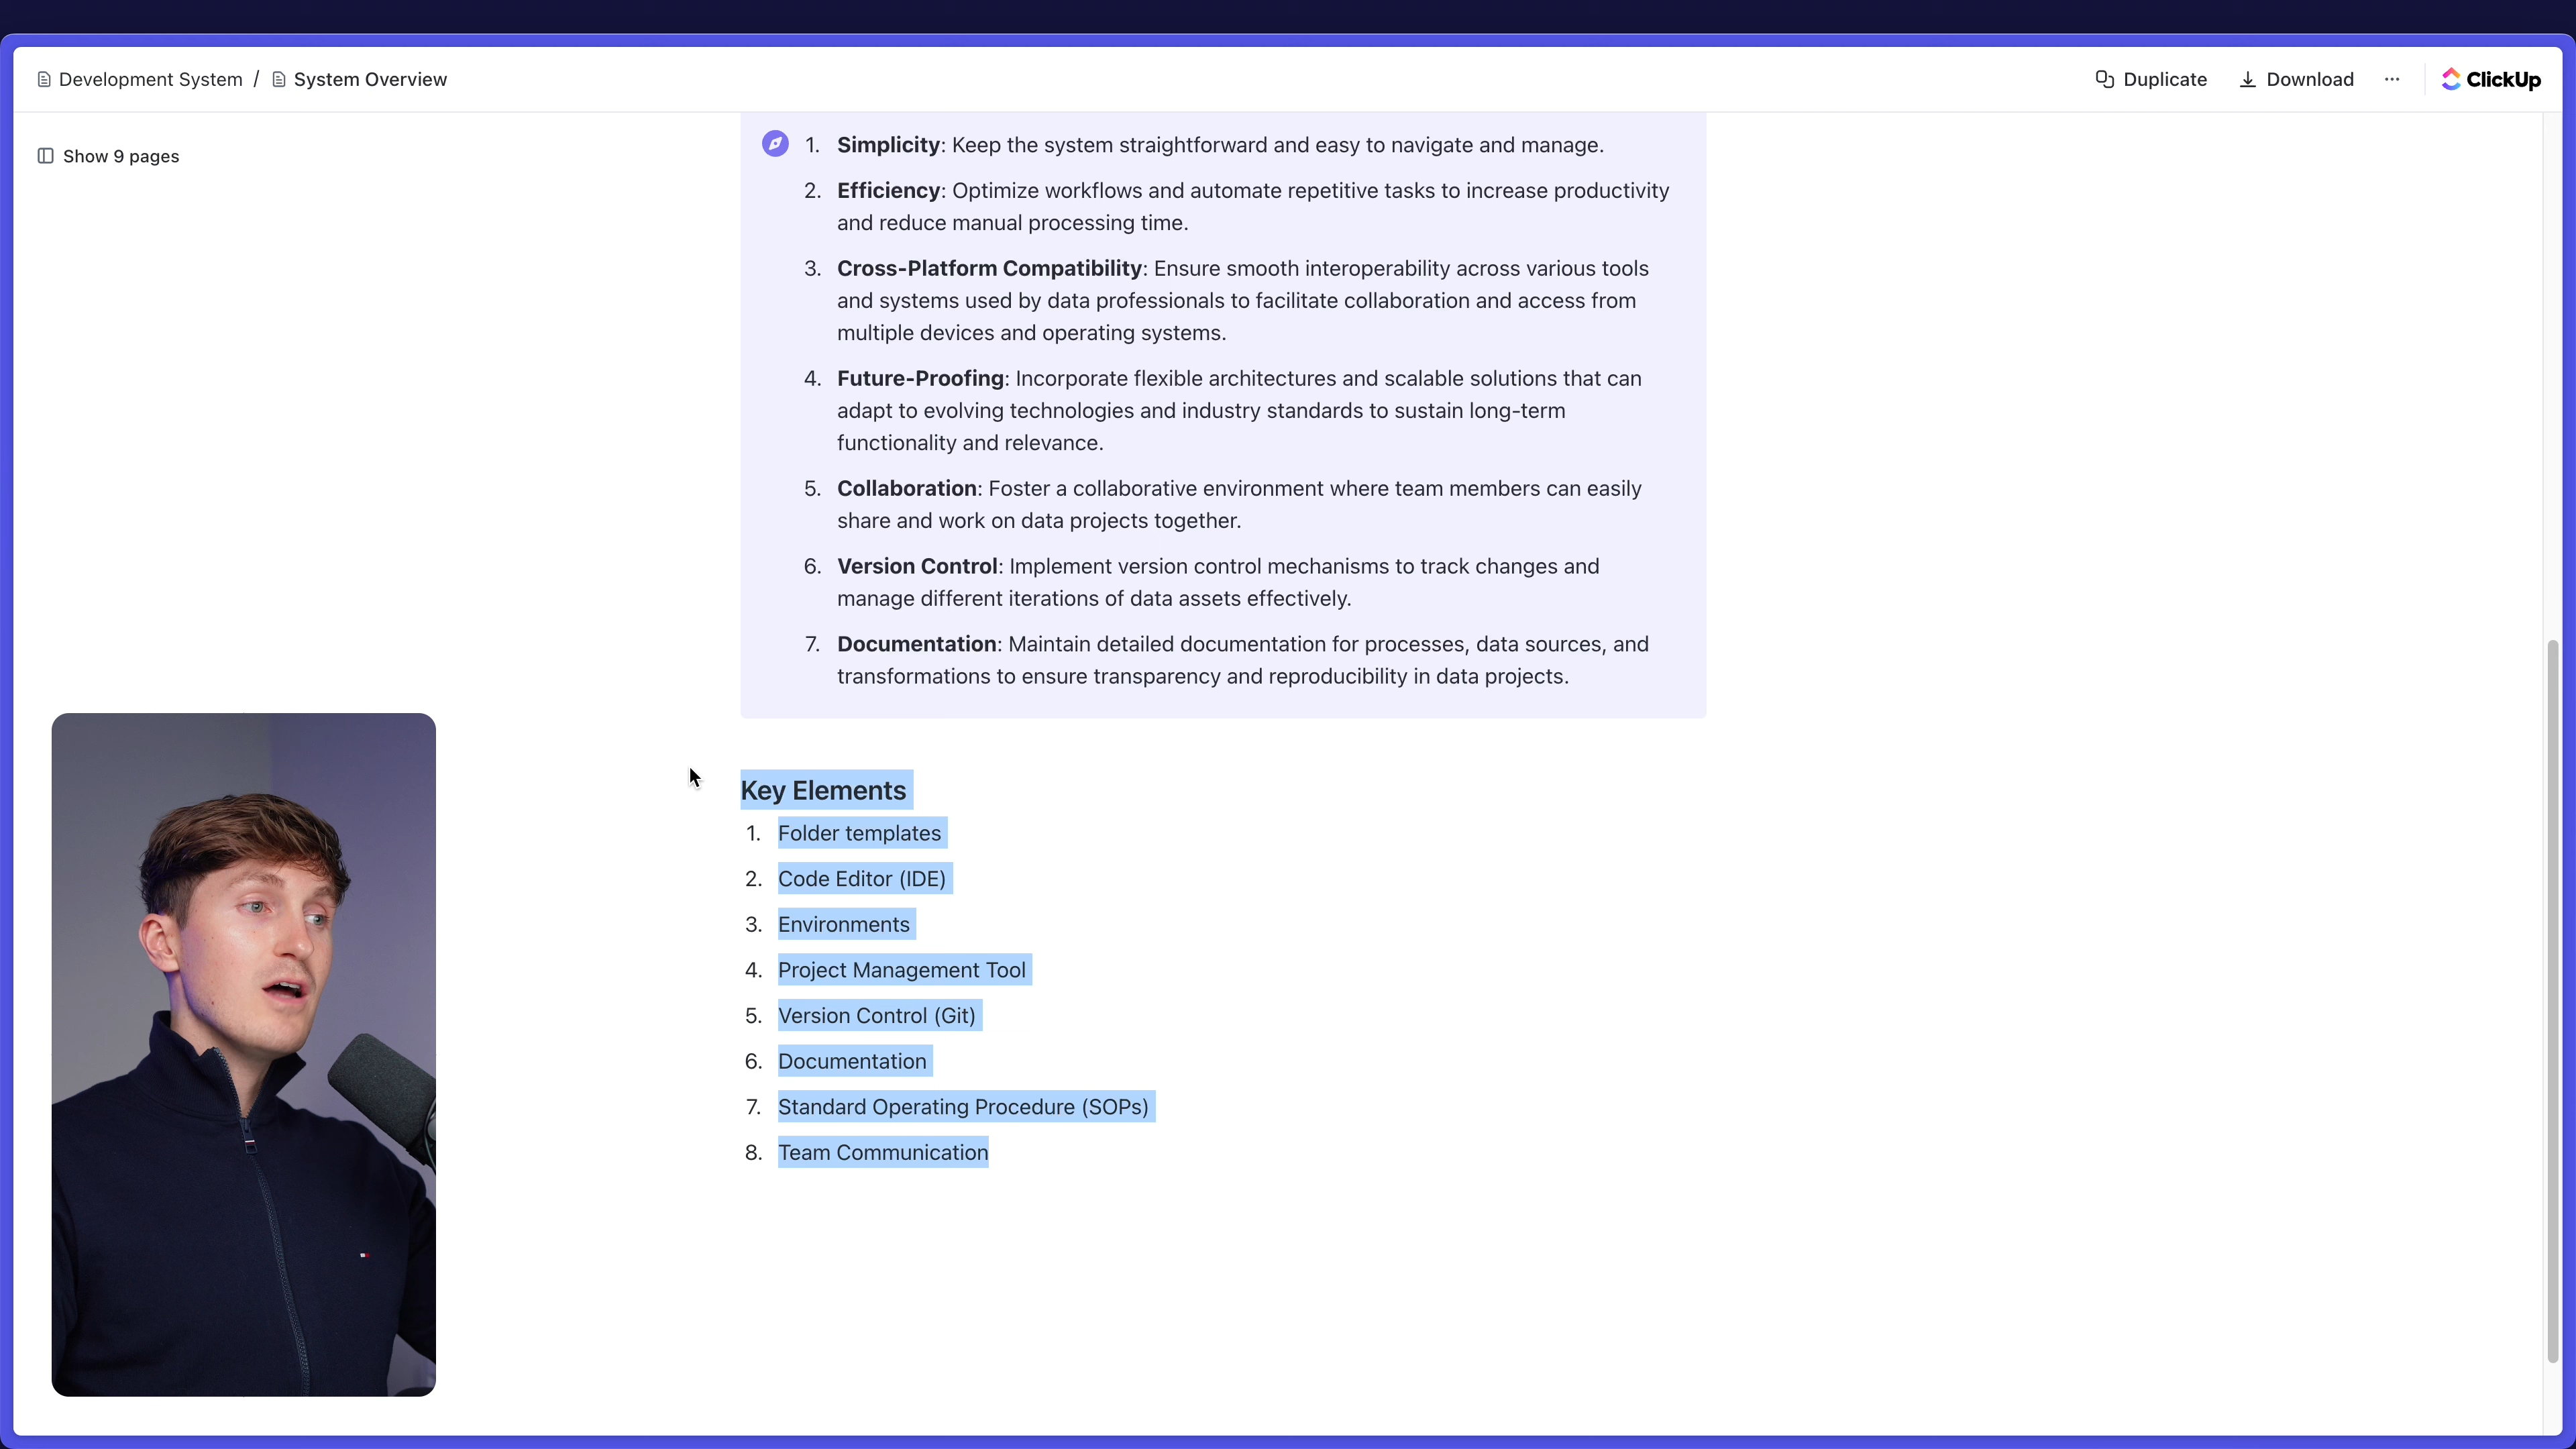 Development System / System Overview
Duplicate
Download
ClickUp
Show 9 pages
1. Simplicity: Keep the system straightforward and easy to navigate and manage.
2. Efficiency: Optimize workflows and automate repetitive tasks to increase productivity
and reduce manual processing time.
3. Cross-Platform Compatibility: Ensure smooth interoperability across various tools
and systems used by data professionals to facilitate collaboration and access from
multiple devices and operating systems.
4. Future-Proofing: Incorporate flexible architectures and scalable solutions that can
adapt to evolving technologies and industry standards to sustain long-term
functionality and relevance.
5. Collaboration: Foster a collaborative environment where team members can easily
share and work on data projects together.
6. Version Control: Implement version control mechanisms to track changes and
manage different iterations of data assets effectively.
7. Documentation: Maintain detailed documentation for processes, data sources, and
transformations to ensure transparency and reproducibility in data projects.
Key Elements
1. Folder templates
2. Code Editor (IDE)
3. Environments
4. Project Management Tool
5. Version Control (Git)
6. Documentation
7. Standard Operating Procedure (SOPs)
8. Team Communication